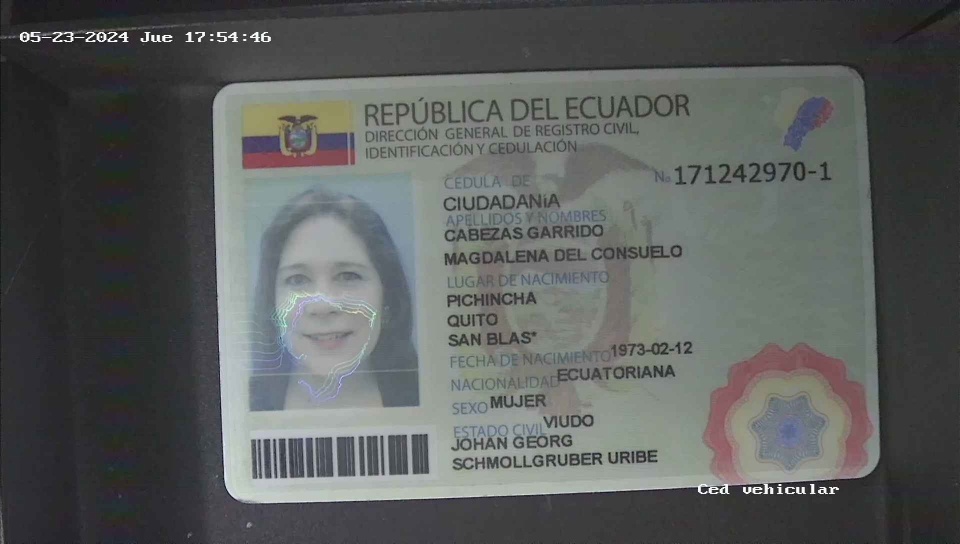 05-23-2024 Jue 17:54:46
REPÚBLICA DEL ECUADOR
DIRECCIÓN GENERAL DE REGISTRO CIVIL,
IDENTIFICACIÓN Y CEDULACIÓN
CÉDULA DE
No 171242970-1
CIUDADANíA
APELLIDOS Y NOMBRES
CABEZAS GARRIDO
MAGDALENA DEL CONSUELO
LUGAR DE NACIMIENTO
PICHINCHA
QUITO
SAN BLAS*
FECHA DE NACIMIENTO 1973-02-12
NACIONALIDAD ECUATORIANA
SEXO MUJER
ESTADO CIVIL VIUDO
JOHAN GEORG
SCHMOLLGRUBER URIBE
Ced vehicular